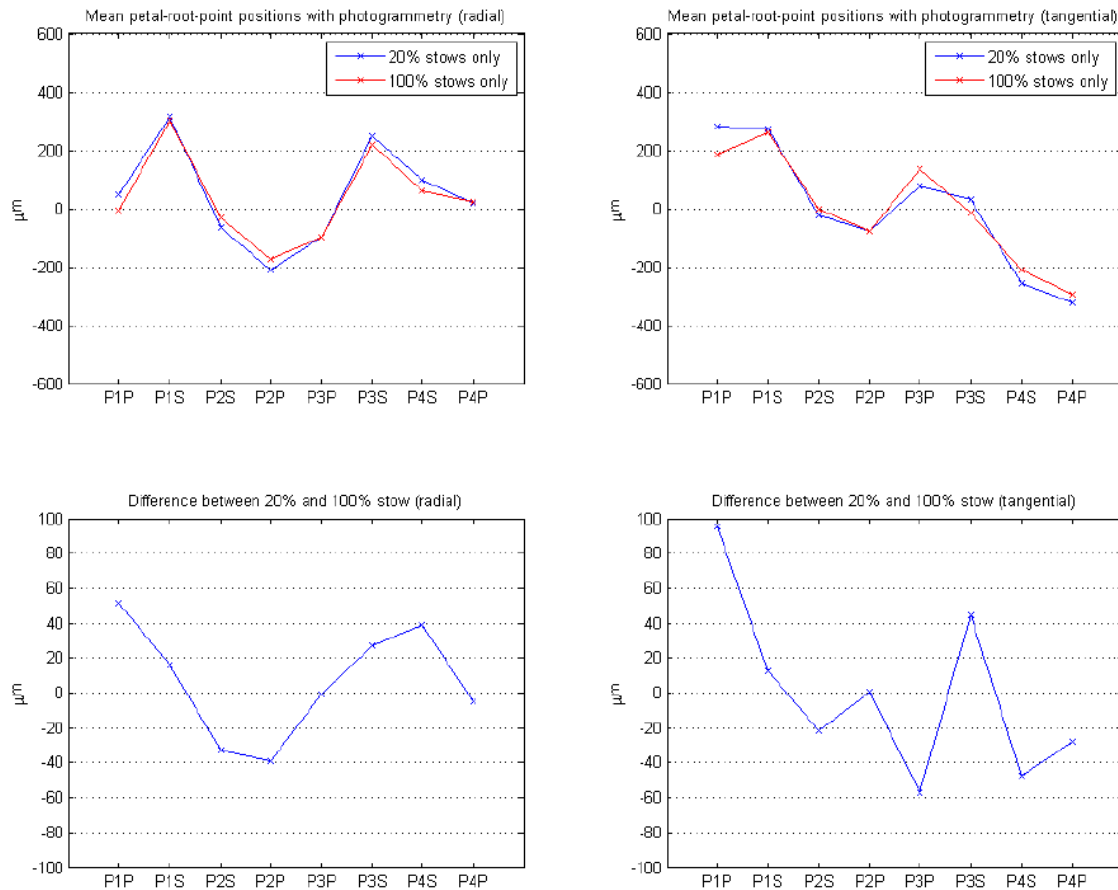 Mean petal-root-point positions with photogrammetry (radial)
600
400
200
0
-200
-400
-600
µm
20% stows only
100% stows only
P1P P1S P2S P2P P3P P3S P4S P4P
Mean petal-root-point positions with photogrammetry (tangential)
600
400
200
0
-200
-400
-600
µm
20% stows only
100% stows only
P1P P1S P2S P2P P3P P3S P4S P4P
Difference between 20% and 100% stow (radial)
100
80
60
40
20
0
-20
-40
-60
-80
-100
µm
P1P P1S P2S P2P P3P P3S P4S P4P
Difference between 20% and 100% stow (tangential)
100
80
60
40
20
0
-20
-40
-60
-80
-100
µm
P1P P1S P2S P2P P3P P3S P4S P4P